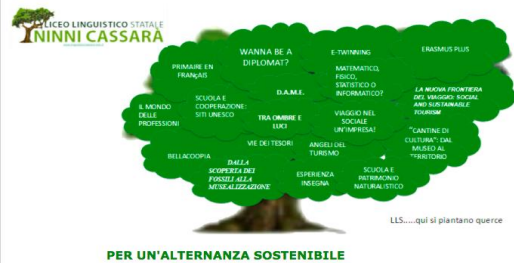 LICEO LINGUISTICO STATALE
NINNI CASSARÀ
WANNA BE A
DIPLOMAT?
E-TWINNING
ERASMUS PLUS
PRIMAIRE EN
FRANÇAIS
MATEMATICO,
FISICO,
STATISTICO O
INFORMATICO?
D.A.M.E.
LA NUOVA FRONTIERA
DEL VIAGGIO: SOCIAL
AND SUSTAINABLE
TOURISM
IL MONDO
DELLE
PROFESSIONI
SCUOLA E
COOPERAZIONE:
SITI UNESCO
TRA OMBRE E
LUCI
VIAGGIO NEL
SOCIALE
UN'IMPRESA!
"CANTINE DI
CULTURA": DAL
MUSEO AL
TERRITORIO
VIE DEI TESORI
ANGELI DEL
TURISMO
BELLACOOPIA
DALLA
SCOPERTA DEI
FOSSILI ALLA
MUSEALIZZAZIONE
ESPERIENZA
INSEGNA
SCUOLA E
PATRIMONIO
NATURALISTICO
LLS.....qui si piantano querce
PER UN'ALTERNANZA SOSTENIBILE